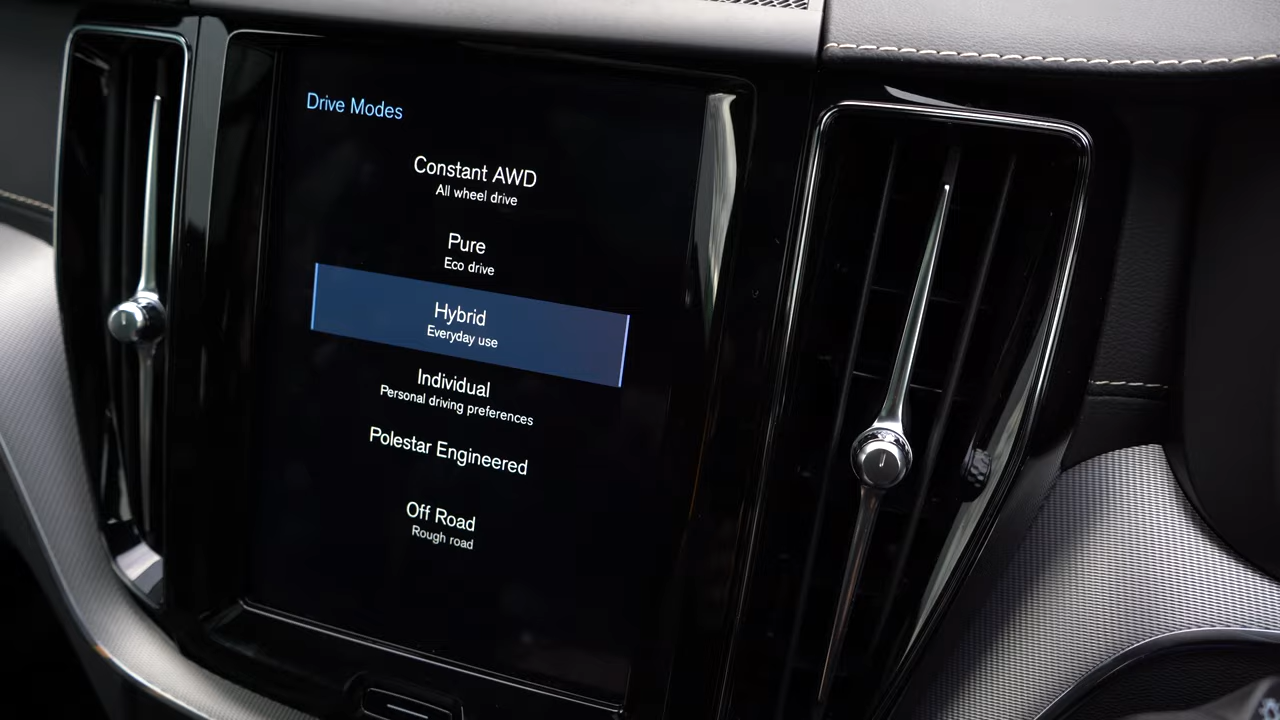 Drive Modes
Constant AWD
All wheel drive
Pure
Eco drive
Hybrid
Everyday use
Individual
Personal driving preferences
Polestar Engineered
Off Road
Rough road